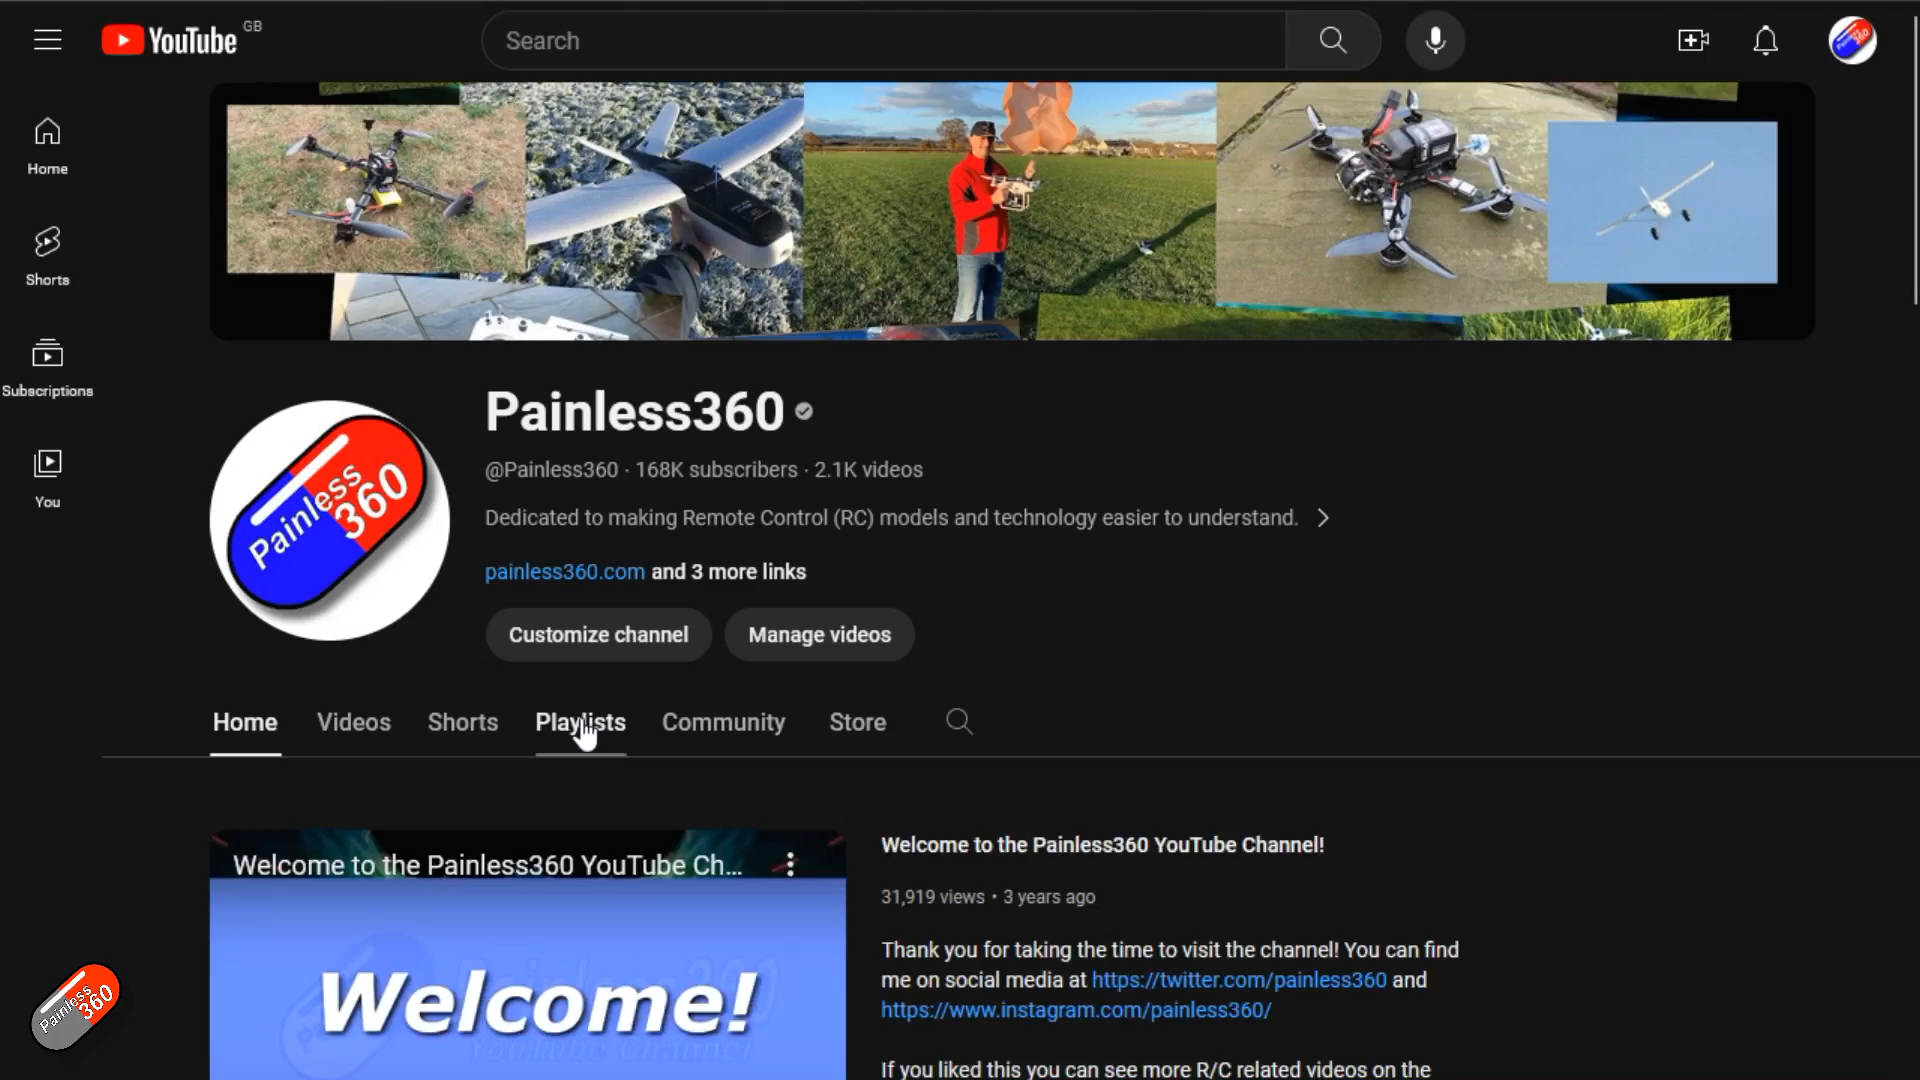 YouTube GB
Search
Home
Shorts
Subscriptions
You
Painless360
Painless
360
@Painless360 · 168K subscribers · 2.1K videos
Dedicated to making Remote Control (RC) models and technology easier to understand.
painless360.com and 3 more links
Customize channel Manage videos
Home Videos Shorts Playlists Community Store
Welcome to the Painless360 YouTube Ch...
Welcome!
YouTube Channel!
Welcome to the Painless360 YouTube Channel!
31,919 views • 3 years ago
Thank you for taking the time to visit the channel! You can find
me on social media at https://twitter.com/painless360 and
https://www.instagram.com/painless360/
If you liked this you can see more R/C related videos on the
Painless
360